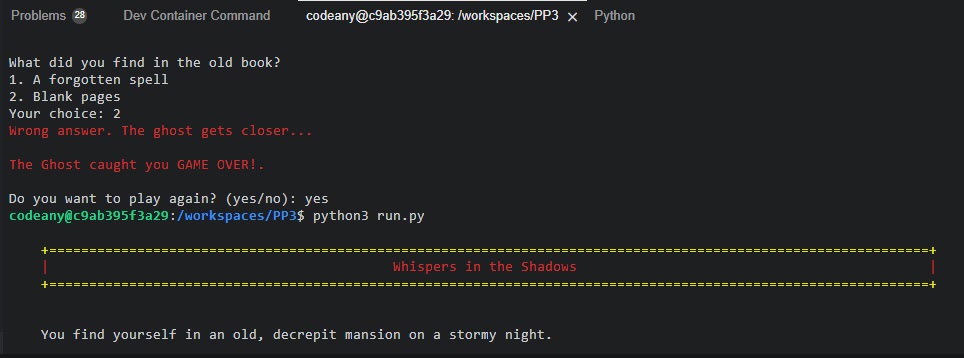 Problems 28 Dev Container Command codeany@c9ab395f3a29: /workspaces/PP3 × Python
What did you find in the old book?
1. A forgotten spell
2. Blank pages
Your choice: 2
Wrong answer. The ghost gets closer...
The Ghost caught you GAME OVER!.
Do you want to play again? (yes/no): yes
codeany@c9ab395f3a29:/workspaces/PP3$ python3 run.py
+==============================================================================================================+
| Whispers in the Shadows |
+==============================================================================================================+
You find yourself in an old, decrepit mansion on a stormy night.